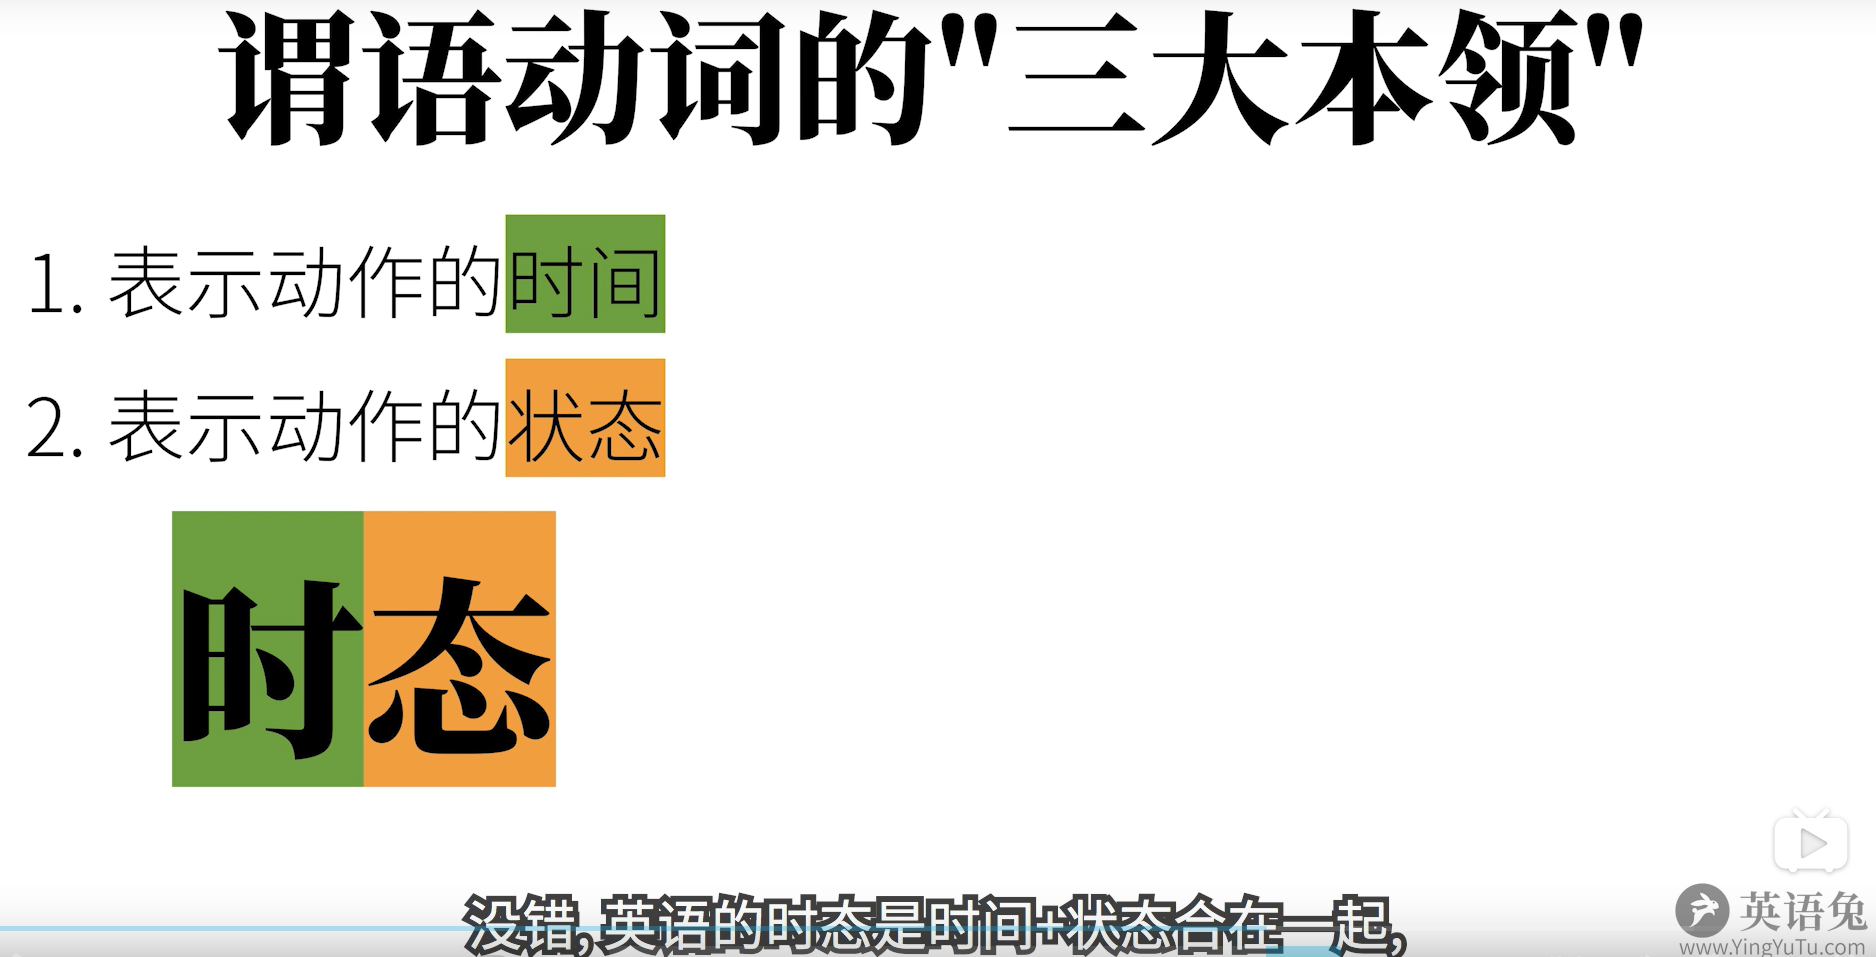 谓语动词的"三大本领"
1. 表示动作的时间
2. 表示动作的状态
时态
没错,英语的时态是时间+状态合在一起,
英语兔
www.YingYuTu.com